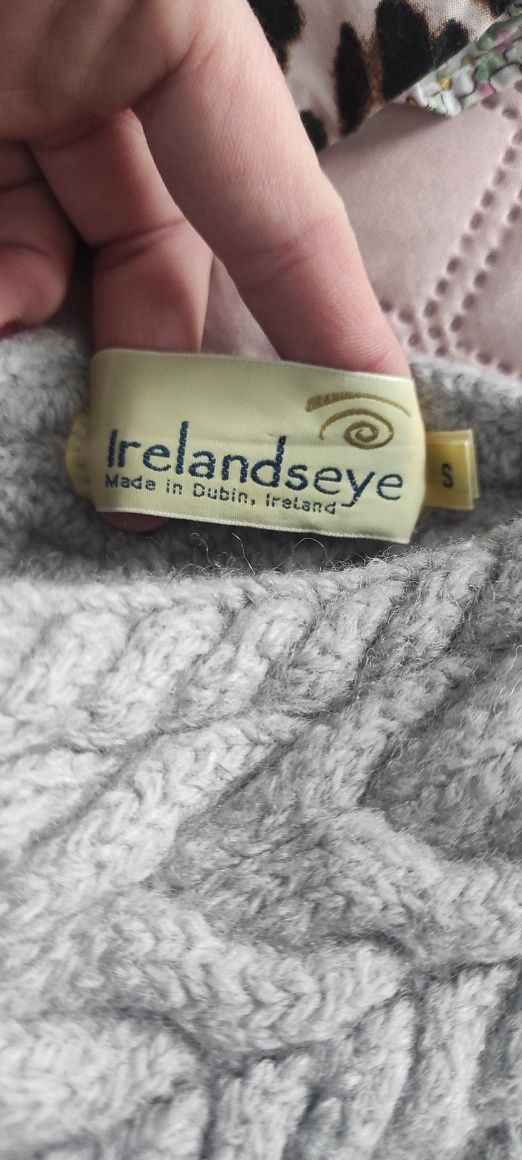 Irelandseye
Made in Dubin, Ireland
S